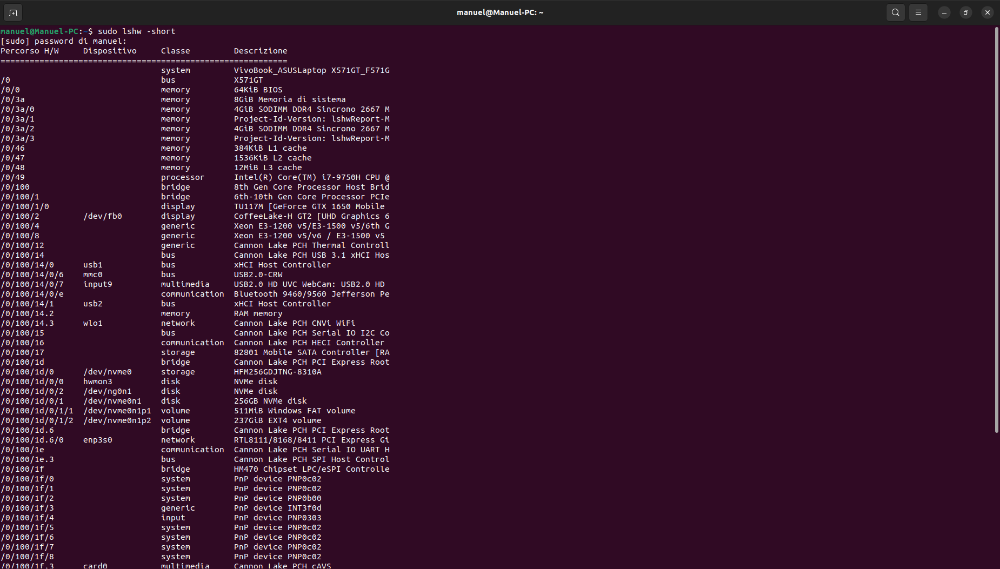 manuel@Manuel-PC: ~
manuel@Manuel-PC:~$ sudo lshw -short
[sudo] password di manuel:
Percorso H/W     Dispositivo     Classe         Descrizione
===========================================================
                                 system         VivoBook_ASUSLaptop X571GT_F571G
/0                               bus            X571GT
/0/0                             memory         64KiB BIOS
/0/3a                            memory         8GiB Memoria di sistema
/0/3a/0                          memory         4GiB SODIMM DDR4 Sincrono 2667 M
/0/3a/1                          memory         Project-Id-Version: lshwReport-M
/0/3a/2                          memory         4GiB SODIMM DDR4 Sincrono 2667 M
/0/3a/3                          memory         Project-Id-Version: lshwReport-M
/0/46                            memory         384KiB L1 cache
/0/47                            memory         1536KiB L2 cache
/0/48                            memory         12MiB L3 cache
/0/49                            processor      Intel(R) Core(TM) i7-9750H CPU @
/0/100                           bridge         8th Gen Core Processor Host Brid
/0/100/1                         bridge         6th-10th Gen Core Processor PCIe
/0/100/1/0                       display        TU117M [GeForce GTX 1650 Mobile
/0/100/2         /dev/fb0        display        CoffeeLake-H GT2 [UHD Graphics 6
/0/100/4                         generic        Xeon E3-1200 v5/E3-1500 v5/6th G
/0/100/8                         generic        Xeon E3-1200 v5/v6 / E3-1500 v5
/0/100/12                        generic        Cannon Lake PCH Thermal Controll
/0/100/14                        bus            Cannon Lake PCH USB 3.1 xHCI Hos
/0/100/14/0      usb1            bus            xHCI Host Controller
/0/100/14/0/6    mmc0            bus            USB2.0-CRW
/0/100/14/0/7    input9          multimedia     USB2.0 HD UVC WebCam: USB2.0 HD
/0/100/14/0/e                    communication  Bluetooth 9460/9560 Jefferson Pe
/0/100/14/1      usb2            bus            xHCI Host Controller
/0/100/14.2                      memory         RAM memory
/0/100/14.3      wlo1            network        Cannon Lake PCH CNVi WiFi
/0/100/15                        bus            Cannon Lake PCH Serial IO I2C Co
/0/100/16                        communication  Cannon Lake PCH HECI Controller
/0/100/17                        storage        82801 Mobile SATA Controller [RA
/0/100/1d                        bridge         Cannon Lake PCH PCI Express Root
/0/100/1d/0      /dev/nvme0      storage        HFM256GDJTNG-8310A
/0/100/1d/0/0    hwmon3          disk           NVMe disk
/0/100/1d/0/2    /dev/ng0n1      disk           NVMe disk
/0/100/1d/0/1    /dev/nvme0n1    disk           256GB NVMe disk
/0/100/1d/0/1/1  /dev/nvme0n1p1  volume         511MiB Windows FAT volume
/0/100/1d/0/1/2  /dev/nvme0n1p2  volume         237GiB EXT4 volume
/0/100/1d.6                      bridge         Cannon Lake PCH PCI Express Root
/0/100/1d.6/0    enp3s0          network        RTL8111/8168/8411 PCI Express Gi
/0/100/1e                        communication  Cannon Lake PCH Serial IO UART H
/0/100/1e.3                      bus            Cannon Lake PCH SPI Host Control
/0/100/1f                        bridge         HM470 Chipset LPC/eSPI Controlle
/0/100/1f/0                      system         PnP device PNP0c02
/0/100/1f/1                      system         PnP device PNP0c02
/0/100/1f/2                      system         PnP device PNP0b00
/0/100/1f/3                      generic        PnP device INT3f0d
/0/100/1f/4                      input          PnP device PNP0303
/0/100/1f/5                      system         PnP device PNP0c02
/0/100/1f/6                      system         PnP device PNP0c02
/0/100/1f/7                      system         PnP device PNP0c02
/0/100/1f/8                      system         PnP device PNP0c02
/0/100/1f.3      card0           multimedia     Cannon Lake PCH cAVS